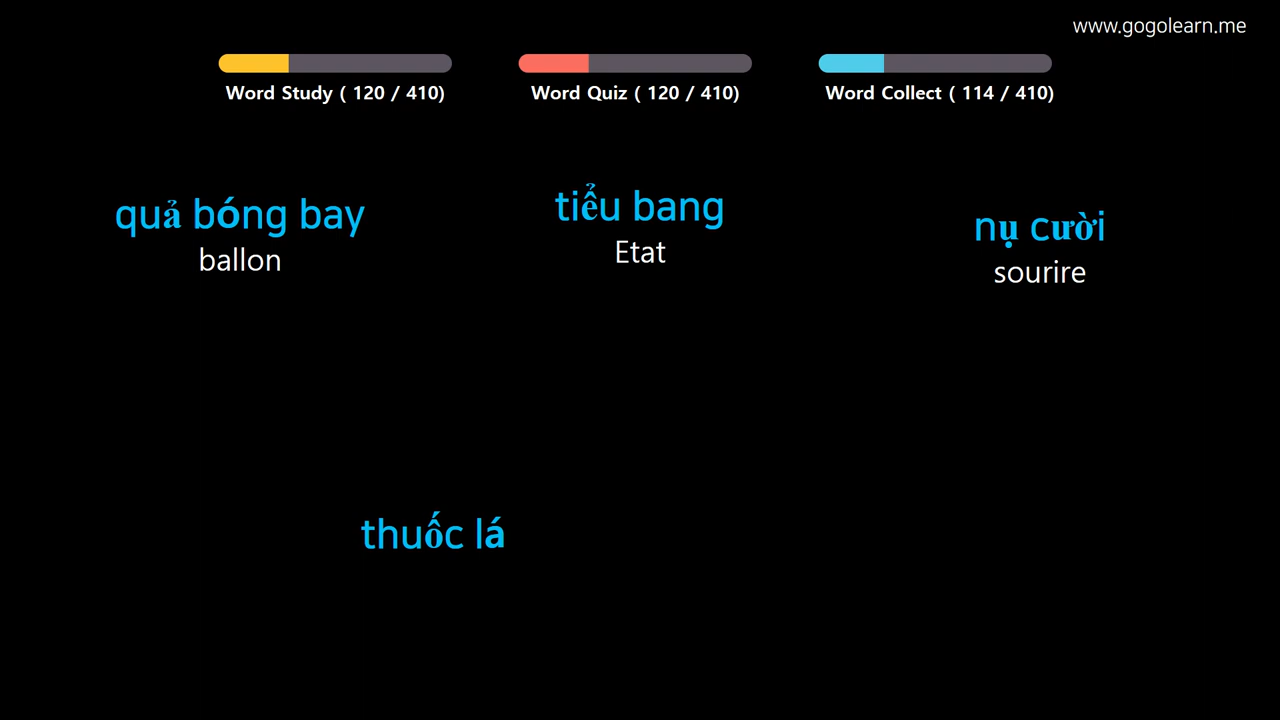 www.gogolearn.me
Word Study ( 120 / 410)
Word Quiz ( 120 / 410)
Word Collect ( 114 / 410)
quả bóng bay
ballon
tiểu bang
Etat
nụ cười
sourire
thuốc lá